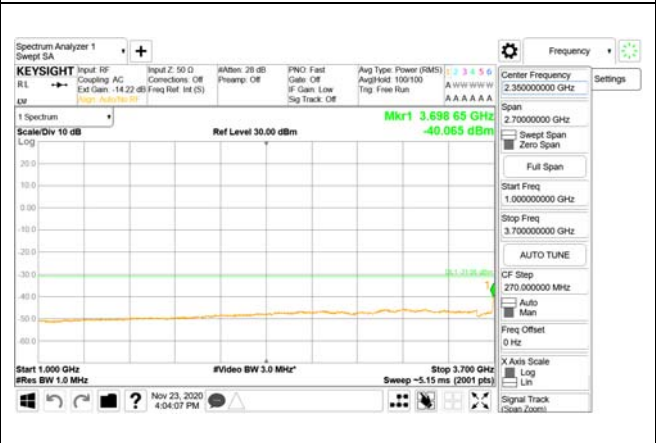 Spectrum Analyzer 1
Swept SA
Frequency
KEYSIGHT
RL
Input: RF
Coupling: AC
Ext Gain: -14.22 dB
Align: Auto/No RF
Input Z: 50 Ω
Corrections: Off
Freq Ref: Int (S)
#Atten: 28 dB
Preamp: Off
PNO: Fast
Gate: Off
IF Gain: Low
Sig Track: Off
Avg Type: Power (RMS)
Avg|Hold: 100/100
Trig: Free Run
1 2 3 4 5 6
A W W W W W
A A A A A A
1 Spectrum
Scale/Div 10 dB
Log
Ref Level 30.00 dBm
Mkr1 3.698 65 GHz
-40.065 dBm
20.0
10.0
0.00
-10.0
-20.0
-30.0
-40.0
-50.0
-60.0
1
Start 1.000 GHz
#Res BW 1.0 MHz
#Video BW 3.0 MHz*
Stop 3.700 GHz
Sweep ~5.15 ms (2001 pts)
Nov 23, 2020
4:04:07 PM
Center Frequency
2.350000000 GHz
Settings
Span
2.70000000 GHz
Swept Span
Zero Span
Full Span
Start Freq
1.000000000 GHz
Stop Freq
3.700000000 GHz
AUTO TUNE
CF Step
270.000000 MHz
Auto
Man
Freq Offset
0 Hz
X Axis Scale
Log
Lin
Signal Track
(Span Zoom)